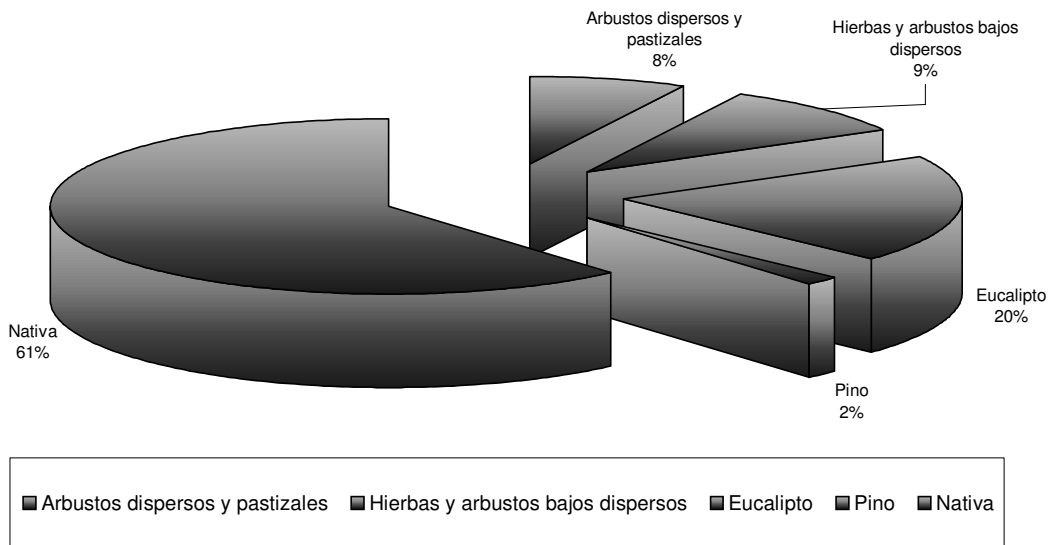 Arbustos dispersos y
pastizales
8%
Hierbas y arbustos bajos
dispersos
9%
Eucalipto
20%
Pino
2%
Nativa
61%
Arbustos dispersos y pastizales Hierbas y arbustos bajos dispersos Eucalipto Pino Nativa